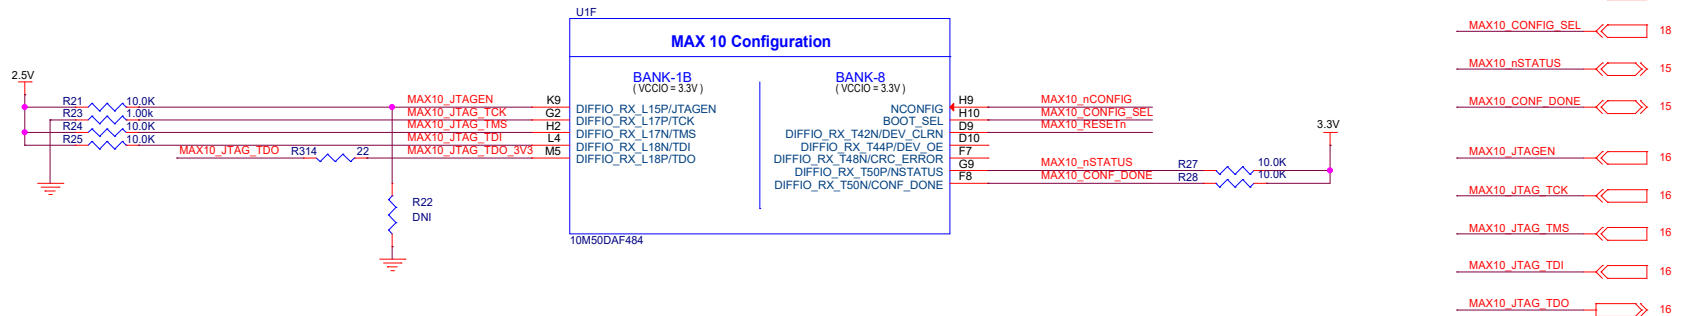 U1F
MAX 10 Configuration
2.5V
BANK-1B
( VCCIO = 3.3V )
BANK-8
( VCCIO = 3.3V )
R21 10.0K MAX10_JTAGEN K9 DIFFIO_RX_L15P/JTAGEN
R23 1.00k MAX10_JTAG_TCK G2 DIFFIO_RX_L17P/TCK
R24 10.0K MAX10_JTAG_TMS H2 DIFFIO_RX_L17N/TMS
R25 10.0K MAX10_JTAG_TDI L4 DIFFIO_RX_L18N/TDI
MAX10_JTAG_TDO R314 22 MAX10_JTAG_TDO_3V3 M5 DIFFIO_RX_L18P/TDO
R22
DNI
NCONFIG H9 MAX10_nCONFIG
BOOT_SEL H10 MAX10_CONFIG_SEL
DIFFIO_RX_T42N/DEV_CLRN D9 MAX10_RESETn
DIFFIO_RX_T44P/DEV_OE D10
DIFFIO_RX_T48N/CRC_ERROR F7
DIFFIO_RX_T50P/NSTATUS G9 MAX10_nSTATUS R27 10.0K
DIFFIO_RX_T50N/CONF_DONE F8 MAX10_CONF_DONE R28 10.0K
3.3V
10M50DAF484
MAX10_CONFIG_SEL 18
MAX10_nSTATUS 15
MAX10_CONF_DONE 15
MAX10_JTAGEN 16
MAX10_JTAG_TCK 16
MAX10_JTAG_TMS 16
MAX10_JTAG_TDI 16
MAX10_JTAG_TDO 16